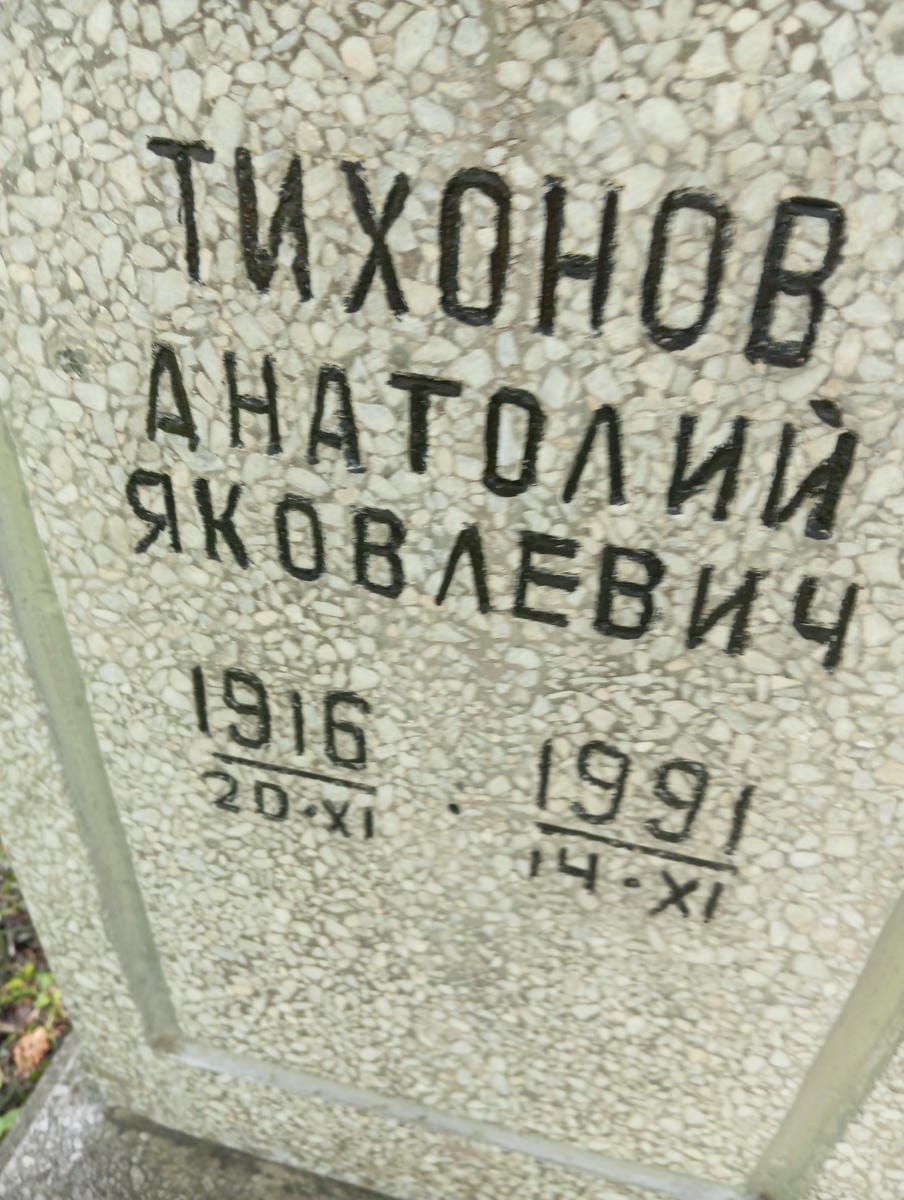 ТИХОНОВ
АНАТОЛИЙ
ЯКОВЛЕВИЧ
1916 · 1991
20·XI 14·XI